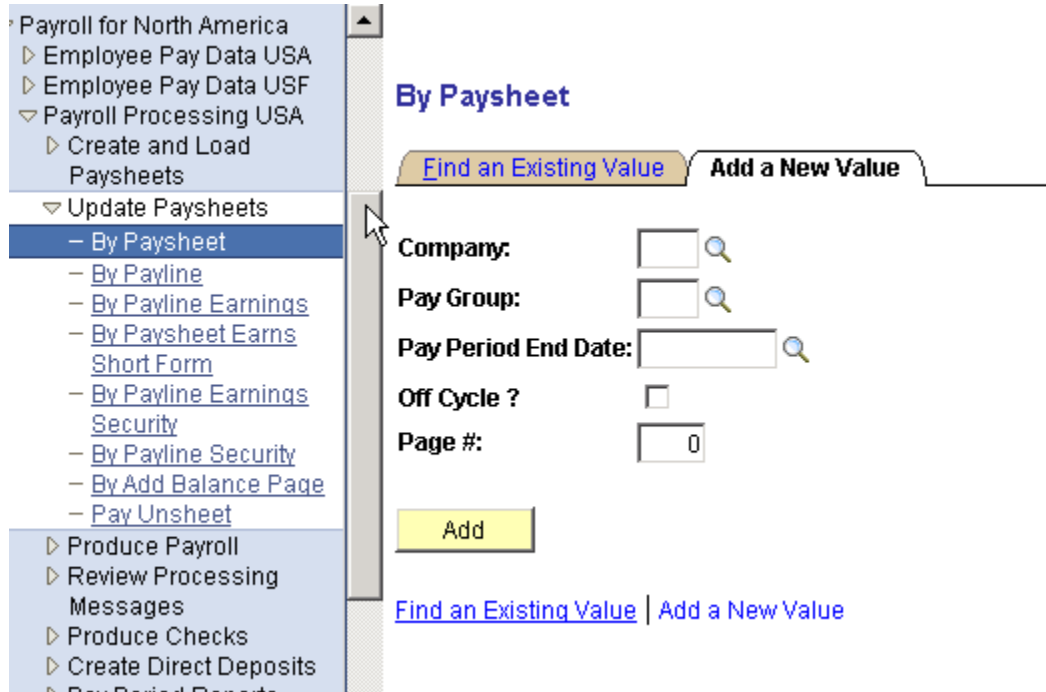 Payroll for North America
Employee Pay Data USA
Employee Pay Data USF
Payroll Processing USA
Create and Load
Paysheets
Update Paysheets
By Paysheet
By Payline
By Payline Earnings
By Paysheet Earns
Short Form
By Payline Earnings
Security
By Payline Security
By Add Balance Page
Pay Unsheet
Produce Payroll
Review Processing
Messages
Produce Checks
Create Direct Deposits
Pay Period Reports
By Paysheet
Find an Existing Value
Add a New Value
Company:
Pay Group:
Pay Period End Date:
Off Cycle ?
Page #: 0
Add
Find an Existing Value | Add a New Value